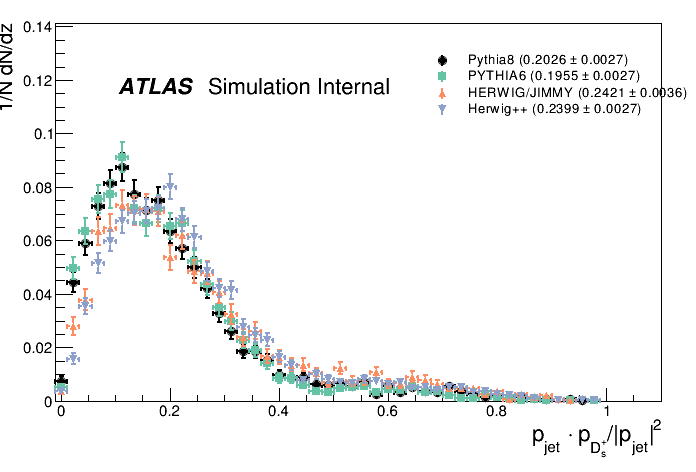 1/N dN/dz
0.14
0.12
0.1
0.08
0.06
0.04
0.02
0
ATLAS Simulation Internal
Pythia8 (0.2026 ± 0.0027)
PYTHIA6 (0.1955 ± 0.0027)
HERWIG/JIMMY (0.2421 ± 0.0036)
Herwig++ (0.2399 ± 0.0027)
0 0.2 0.4 0.6 0.8 1
p_jet · p_{D_s^+}/|p_jet|^2